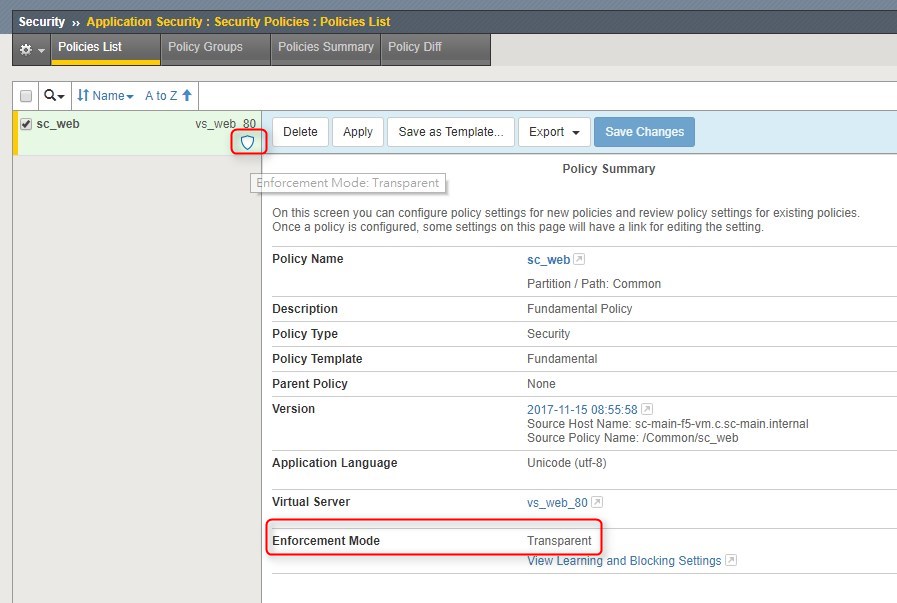 Security ›› Application Security : Security Policies : Policies List
Policies List Policy Groups Policies Summary Policy Diff
Name A to Z
sc_web vs_web_80
Delete Apply Save as Template... Export Save Changes
Policy Summary
Enforcement Mode: Transparent
On this screen you can configure policy settings for new policies and review policy settings for existing policies.
Once a policy is configured, some settings on this page will have a link for editing the setting.
Policy Name sc_web
Partition / Path: Common
Description Fundamental Policy
Policy Type Security
Policy Template Fundamental
Parent Policy None
Version 2017-11-15 08:55:58
Source Host Name: sc-main-f5-vm.c.sc-main.internal
Source Policy Name: /Common/sc_web
Application Language Unicode (utf-8)
Virtual Server vs_web_80
Enforcement Mode Transparent
View Learning and Blocking Settings